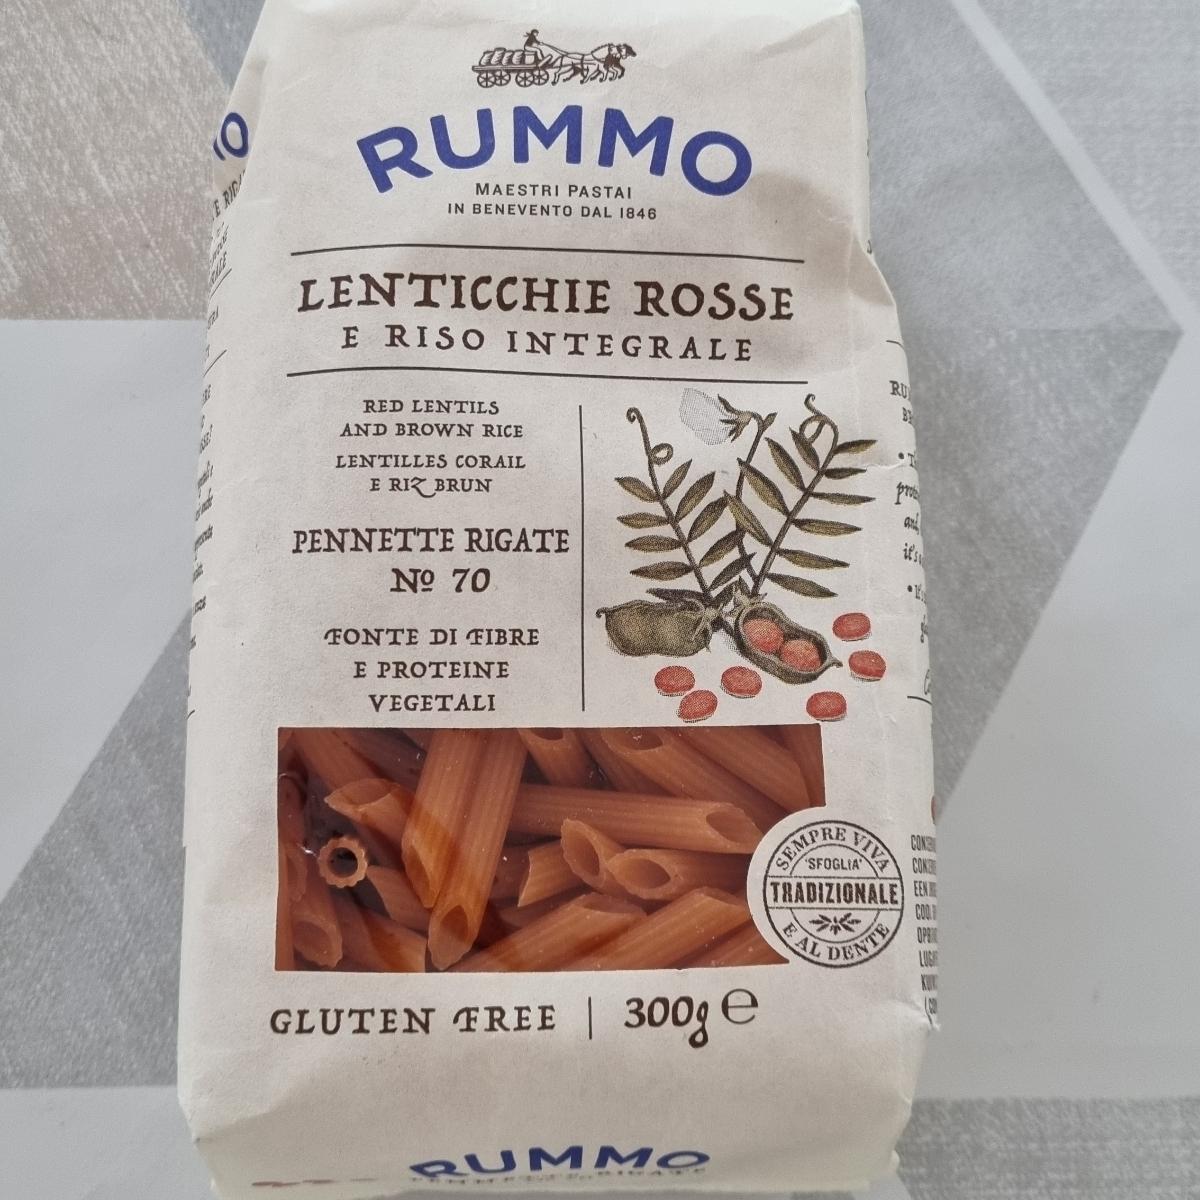 RUMMO
MAESTRI PASTAI
IN BENEVENTO DAL 1846
LENTICCHIE ROSSE
E RISO INTEGRALE
RED LENTILS
AND BROWN RICE
LENTILLES CORAIL
E RIZ BRUN
PENNETTE RIGATE
Nº 70
FONTE DI FIBRE
E PROTEINE
VEGETALI
SEMPRE VIVA
'SFOGLIA'
TRADIZIONALE
E AL DENTE
GLUTEN FREE | 300g ℮
RUMMO